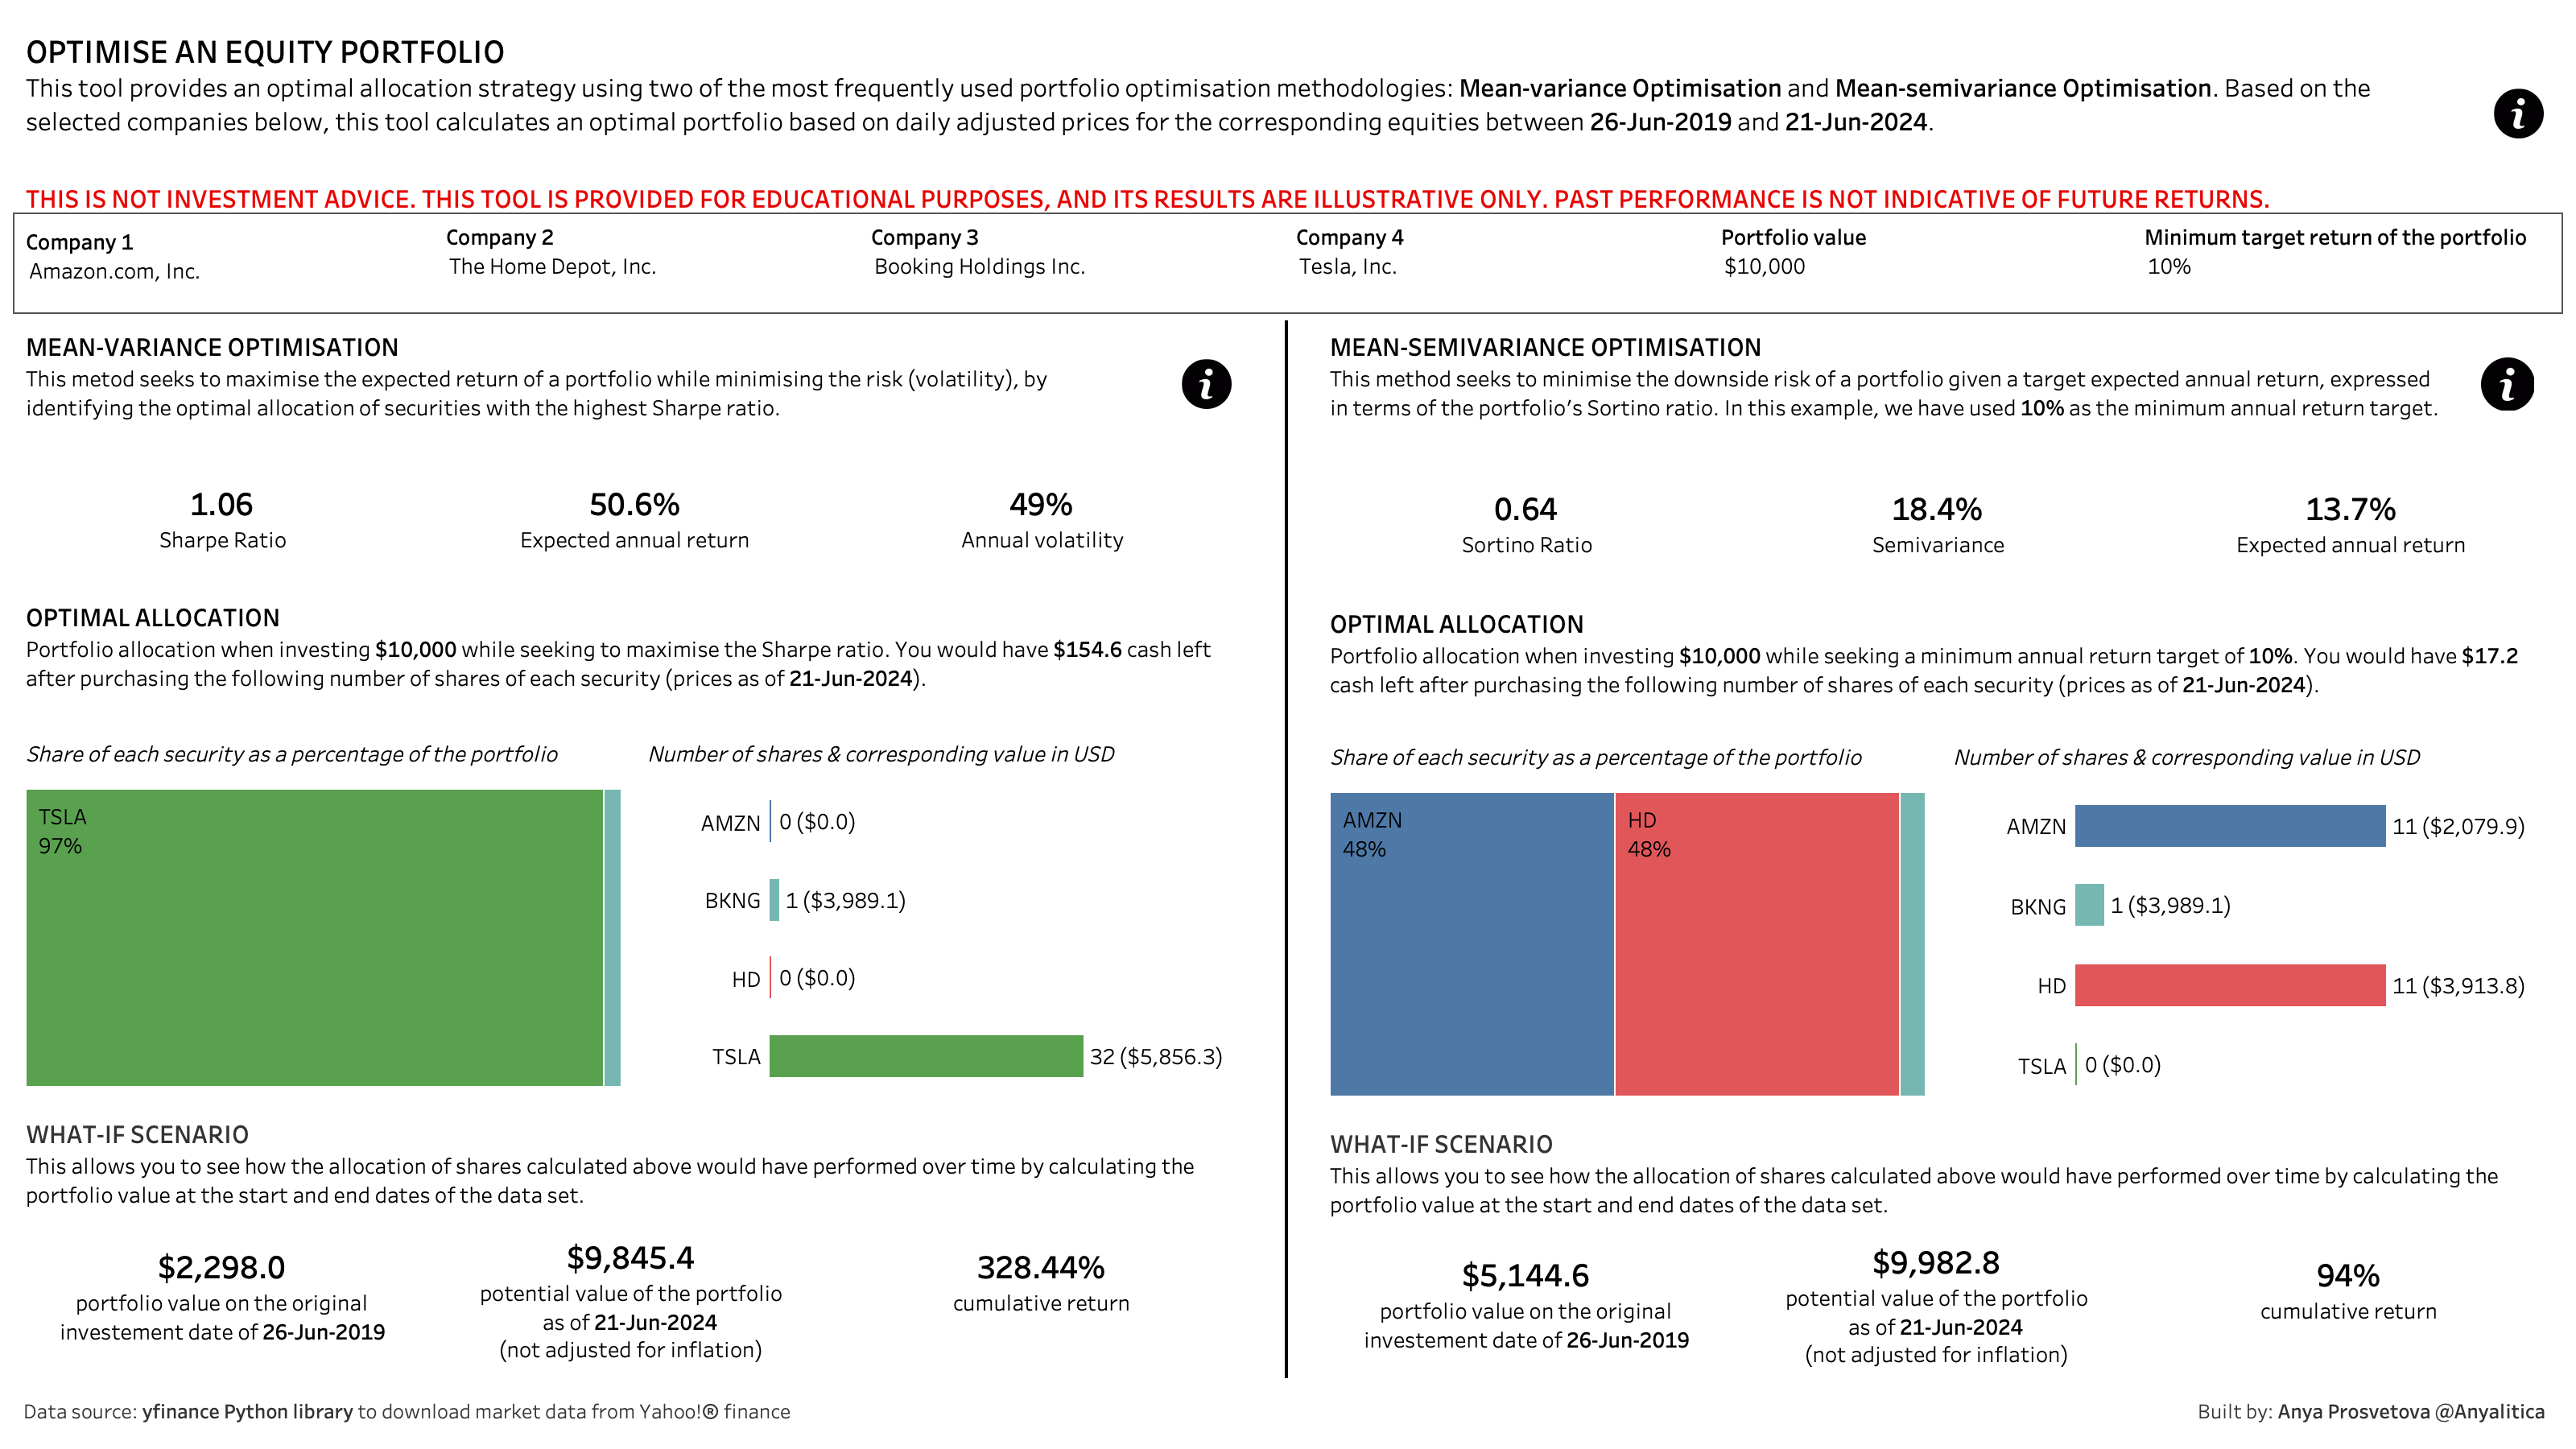 OPTIMISE AN EQUITY PORTFOLIO
This tool provides an optimal allocation strategy using two of the most frequently used portfolio optimisation methodologies: Mean-variance Optimisation and Mean-semivariance Optimisation. Based on the
selected companies below, this tool calculates an optimal portfolio based on daily adjusted prices for the corresponding equities between 26-Jun-2019 and 21-Jun-2024.
i
THIS IS NOT INVESTMENT ADVICE. THIS TOOL IS PROVIDED FOR EDUCATIONAL PURPOSES, AND ITS RESULTS ARE ILLUSTRATIVE ONLY. PAST PERFORMANCE IS NOT INDICATIVE OF FUTURE RETURNS.
Company 1
Amazon.com, Inc.
Company 2
The Home Depot, Inc.
Company 3
Booking Holdings Inc.
Company 4
Tesla, Inc.
Portfolio value
$10,000
Minimum target return of the portfolio
10%
MEAN-VARIANCE OPTIMISATION
This metod seeks to maximise the expected return of a portfolio while minimising the risk (volatility), by
identifying the optimal allocation of securities with the highest Sharpe ratio.
i
1.06
Sharpe Ratio
50.6%
Expected annual return
49%
Annual volatility
OPTIMAL ALLOCATION
Portfolio allocation when investing $10,000 while seeking to maximise the Sharpe ratio. You would have $154.6 cash left
after purchasing the following number of shares of each security (prices as of 21-Jun-2024).
Share of each security as a percentage of the portfolio
TSLA
97%
Number of shares & corresponding value in USD
AMZN 0 ($0.0)
BKNG 1 ($3,989.1)
HD 0 ($0.0)
TSLA 32 ($5,856.3)
WHAT-IF SCENARIO
This allows you to see how the allocation of shares calculated above would have performed over time by calculating the
portfolio value at the start and end dates of the data set.
$2,298.0
portfolio value on the original
investement date of 26-Jun-2019
$9,845.4
potential value of the portfolio
as of 21-Jun-2024
(not adjusted for inflation)
328.44%
cumulative return
MEAN-SEMIVARIANCE OPTIMISATION
This method seeks to minimise the downside risk of a portfolio given a target expected annual return, expressed
in terms of the portfolio's Sortino ratio. In this example, we have used 10% as the minimum annual return target.
i
0.64
Sortino Ratio
18.4%
Semivariance
13.7%
Expected annual return
OPTIMAL ALLOCATION
Portfolio allocation when investing $10,000 while seeking a minimum annual return target of 10%. You would have $17.2
cash left after purchasing the following number of shares of each security (prices as of 21-Jun-2024).
Share of each security as a percentage of the portfolio
AMZN
48%
HD
48%
Number of shares & corresponding value in USD
AMZN 11 ($2,079.9)
BKNG 1 ($3,989.1)
HD 11 ($3,913.8)
TSLA 0 ($0.0)
WHAT-IF SCENARIO
This allows you to see how the allocation of shares calculated above would have performed over time by calculating the
portfolio value at the start and end dates of the data set.
$5,144.6
portfolio value on the original
investement date of 26-Jun-2019
$9,982.8
potential value of the portfolio
as of 21-Jun-2024
(not adjusted for inflation)
94%
cumulative return
Data source: yfinance Python library to download market data from Yahoo!® finance
Built by: Anya Prosvetova @Anyalitica